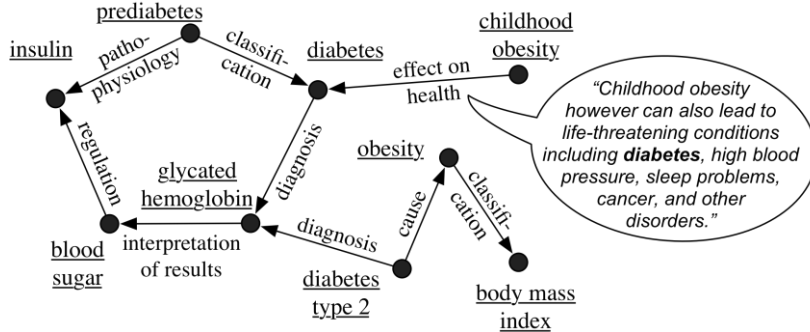 prediabetes
insulin
patho-
physiology
classifi-
cation
diabetes
childhood
obesity
effect on
health
"Childhood obesity
however can also lead to
life-threatening conditions
including diabetes, high blood
pressure, sleep problems,
cancer, and other
disorders."
regulation
glycated
hemoglobin
diagnosis
obesity
blood
sugar
interpretation
of results
diagnosis
cause
classifi-
cation
diabetes
type 2
body mass
index